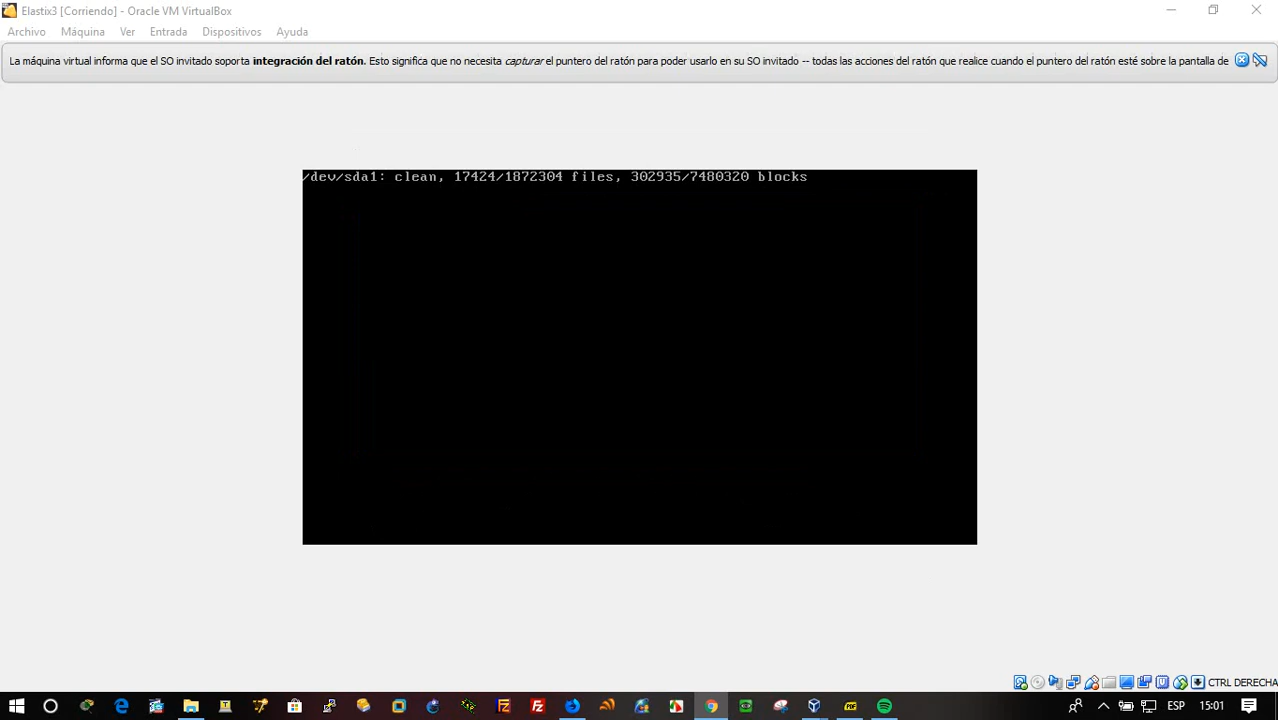 Elastix3 [Corriendo] - Oracle VM VirtualBox
Archivo Máquina Ver Entrada Dispositivos Ayuda
La máquina virtual informa que el SO invitado soporta integración del ratón. Esto significa que no necesita capturar el puntero del ratón para poder usarlo en su SO invitado -- todas las acciones del ratón que realice cuando el puntero del ratón esté sobre la pantalla de
/dev/sda1: clean, 17424/1872304 files, 302935/7480320 blocks
CTRL DERECHA
ESP 15:01